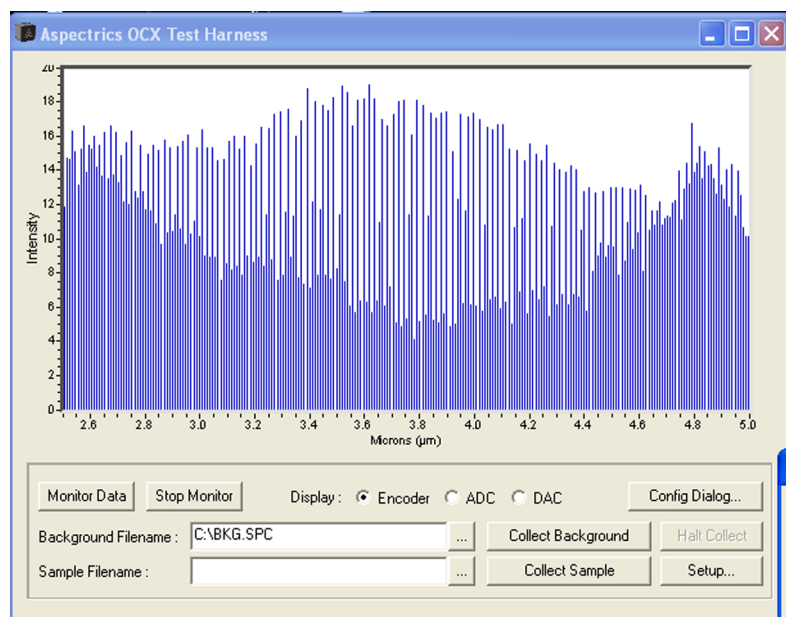 Aspectrics OCX Test Harness
20
18
16
14
12
10
8
6
4
2
0
Intensity
2.6 2.8 3.0 3.2 3.4 3.6 3.8 4.0 4.2 4.4 4.6 4.8 5.0
Microns (µm)
Monitor Data Stop Monitor Display : Encoder ADC DAC Config Dialog...
Background Filename : C:\BKG.SPC ... Collect Background Halt Collect
Sample Filename : ... Collect Sample Setup...